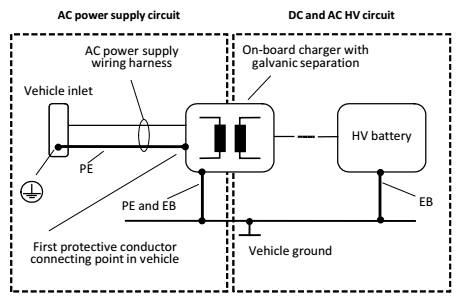 AC power supply circuit
DC and AC HV circuit
AC power supply
wiring harness
On-board charger with
galvanic separation
Vehicle inlet
HV battery
PE
PE and EB
EB
First protective conductor
connecting point in vehicle
Vehicle ground